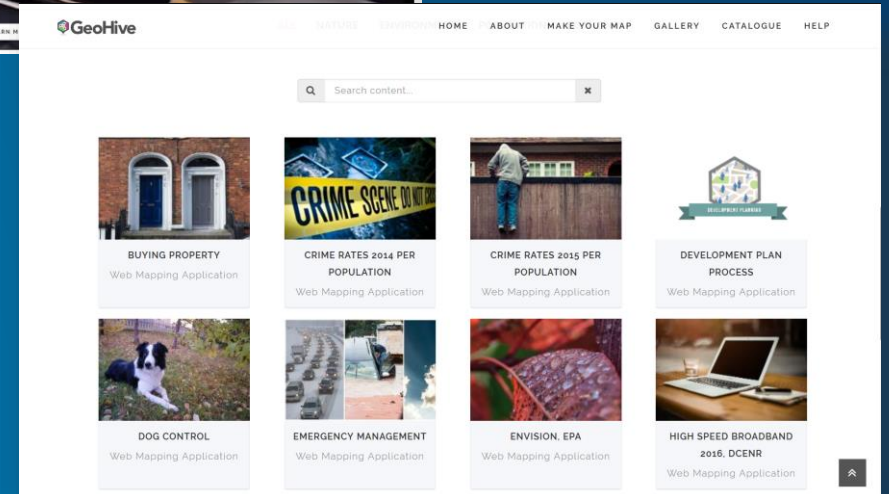 GeoHive
HOME ABOUT MAKE YOUR MAP GALLERY CATALOGUE HELP
Search content...
CRIME SCENE DO NOT
BUYING PROPERTY
Web Mapping Application
CRIME RATES 2014 PER
POPULATION
Web Mapping Application
CRIME RATES 2015 PER
POPULATION
Web Mapping Application
DEVELOPMENT PLANNING
DEVELOPMENT PLAN
PROCESS
Web Mapping Application
DOG CONTROL
Web Mapping Application
EMERGENCY MANAGEMENT
Web Mapping Application
ENVISION, EPA
Web Mapping Application
HIGH SPEED BROADBAND
2016, DCENR
Web Mapping Application